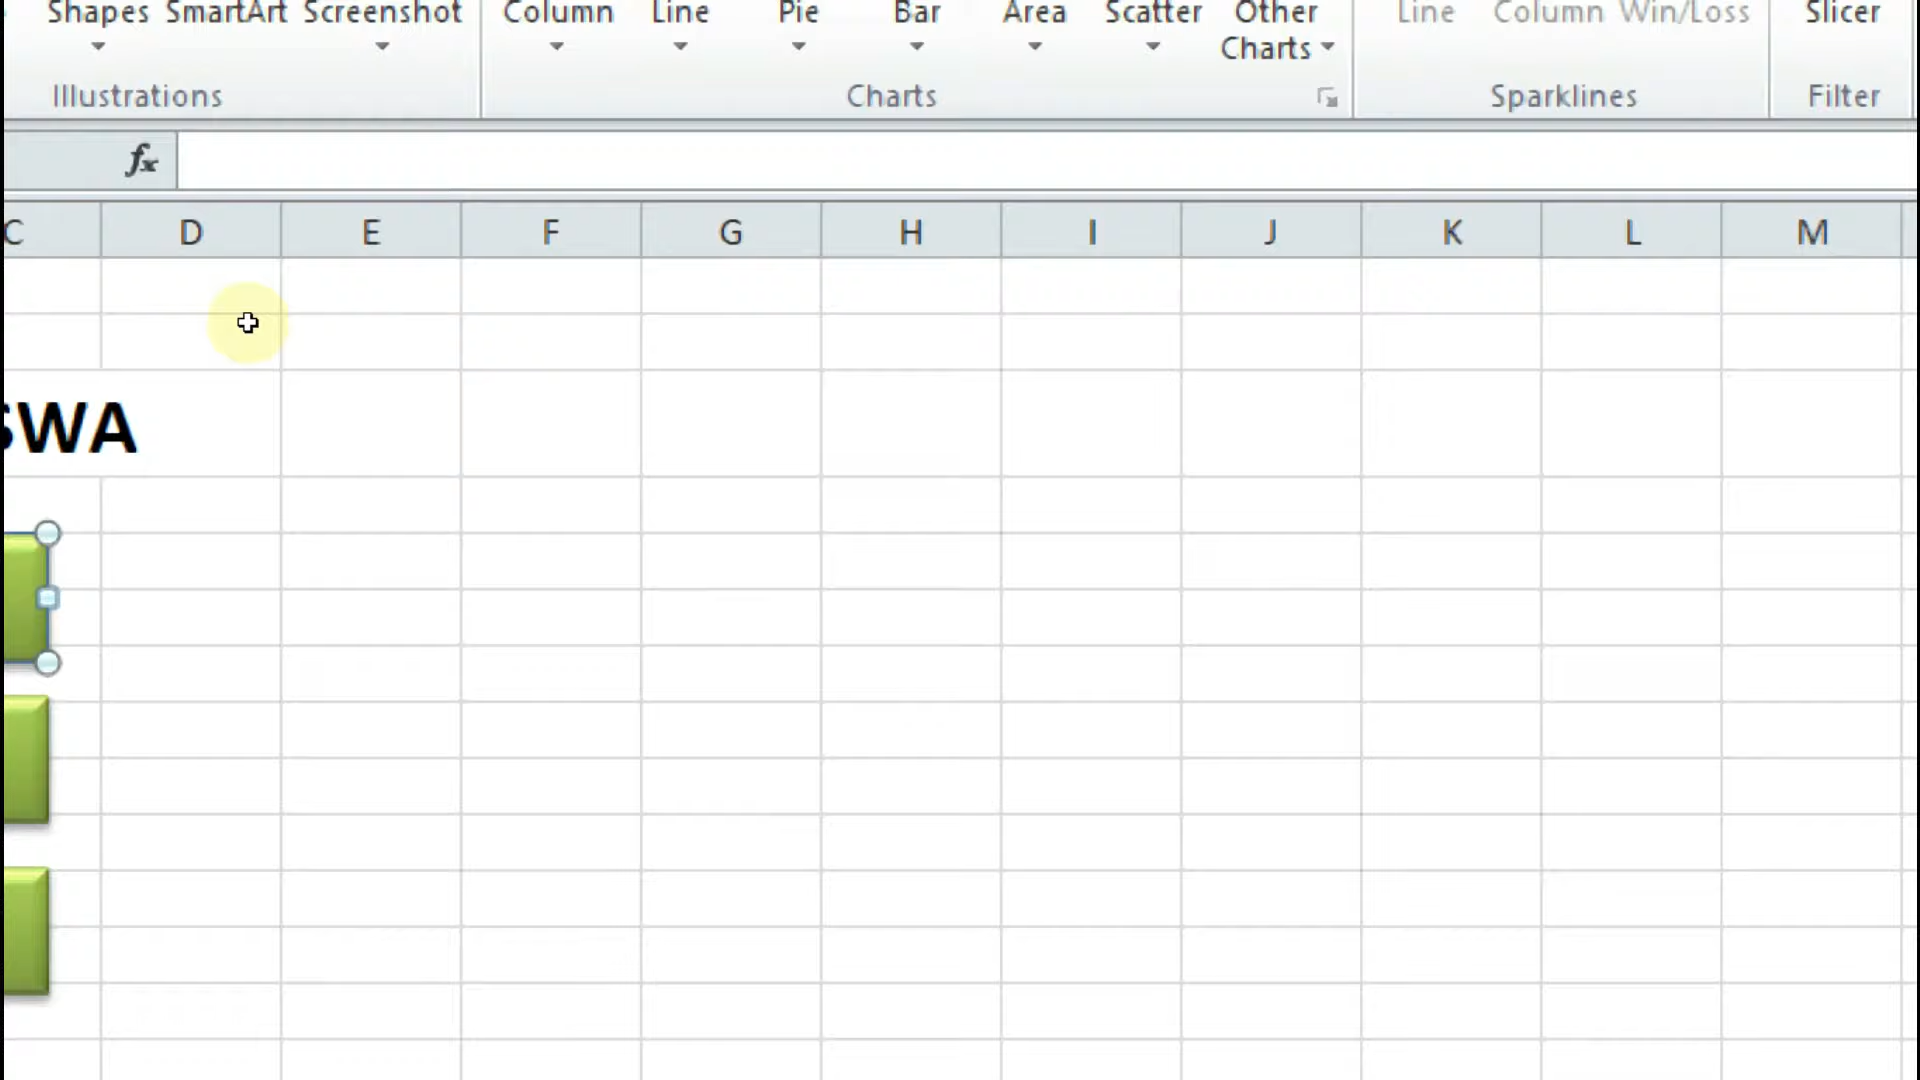 Shapes SmartArt Screenshot Column Line Pie Bar Area Scatter Other Charts Line Column Win/Loss Slicer
Illustrations Charts Sparklines Filter
fx
C D E F G H I J K L M
SWA